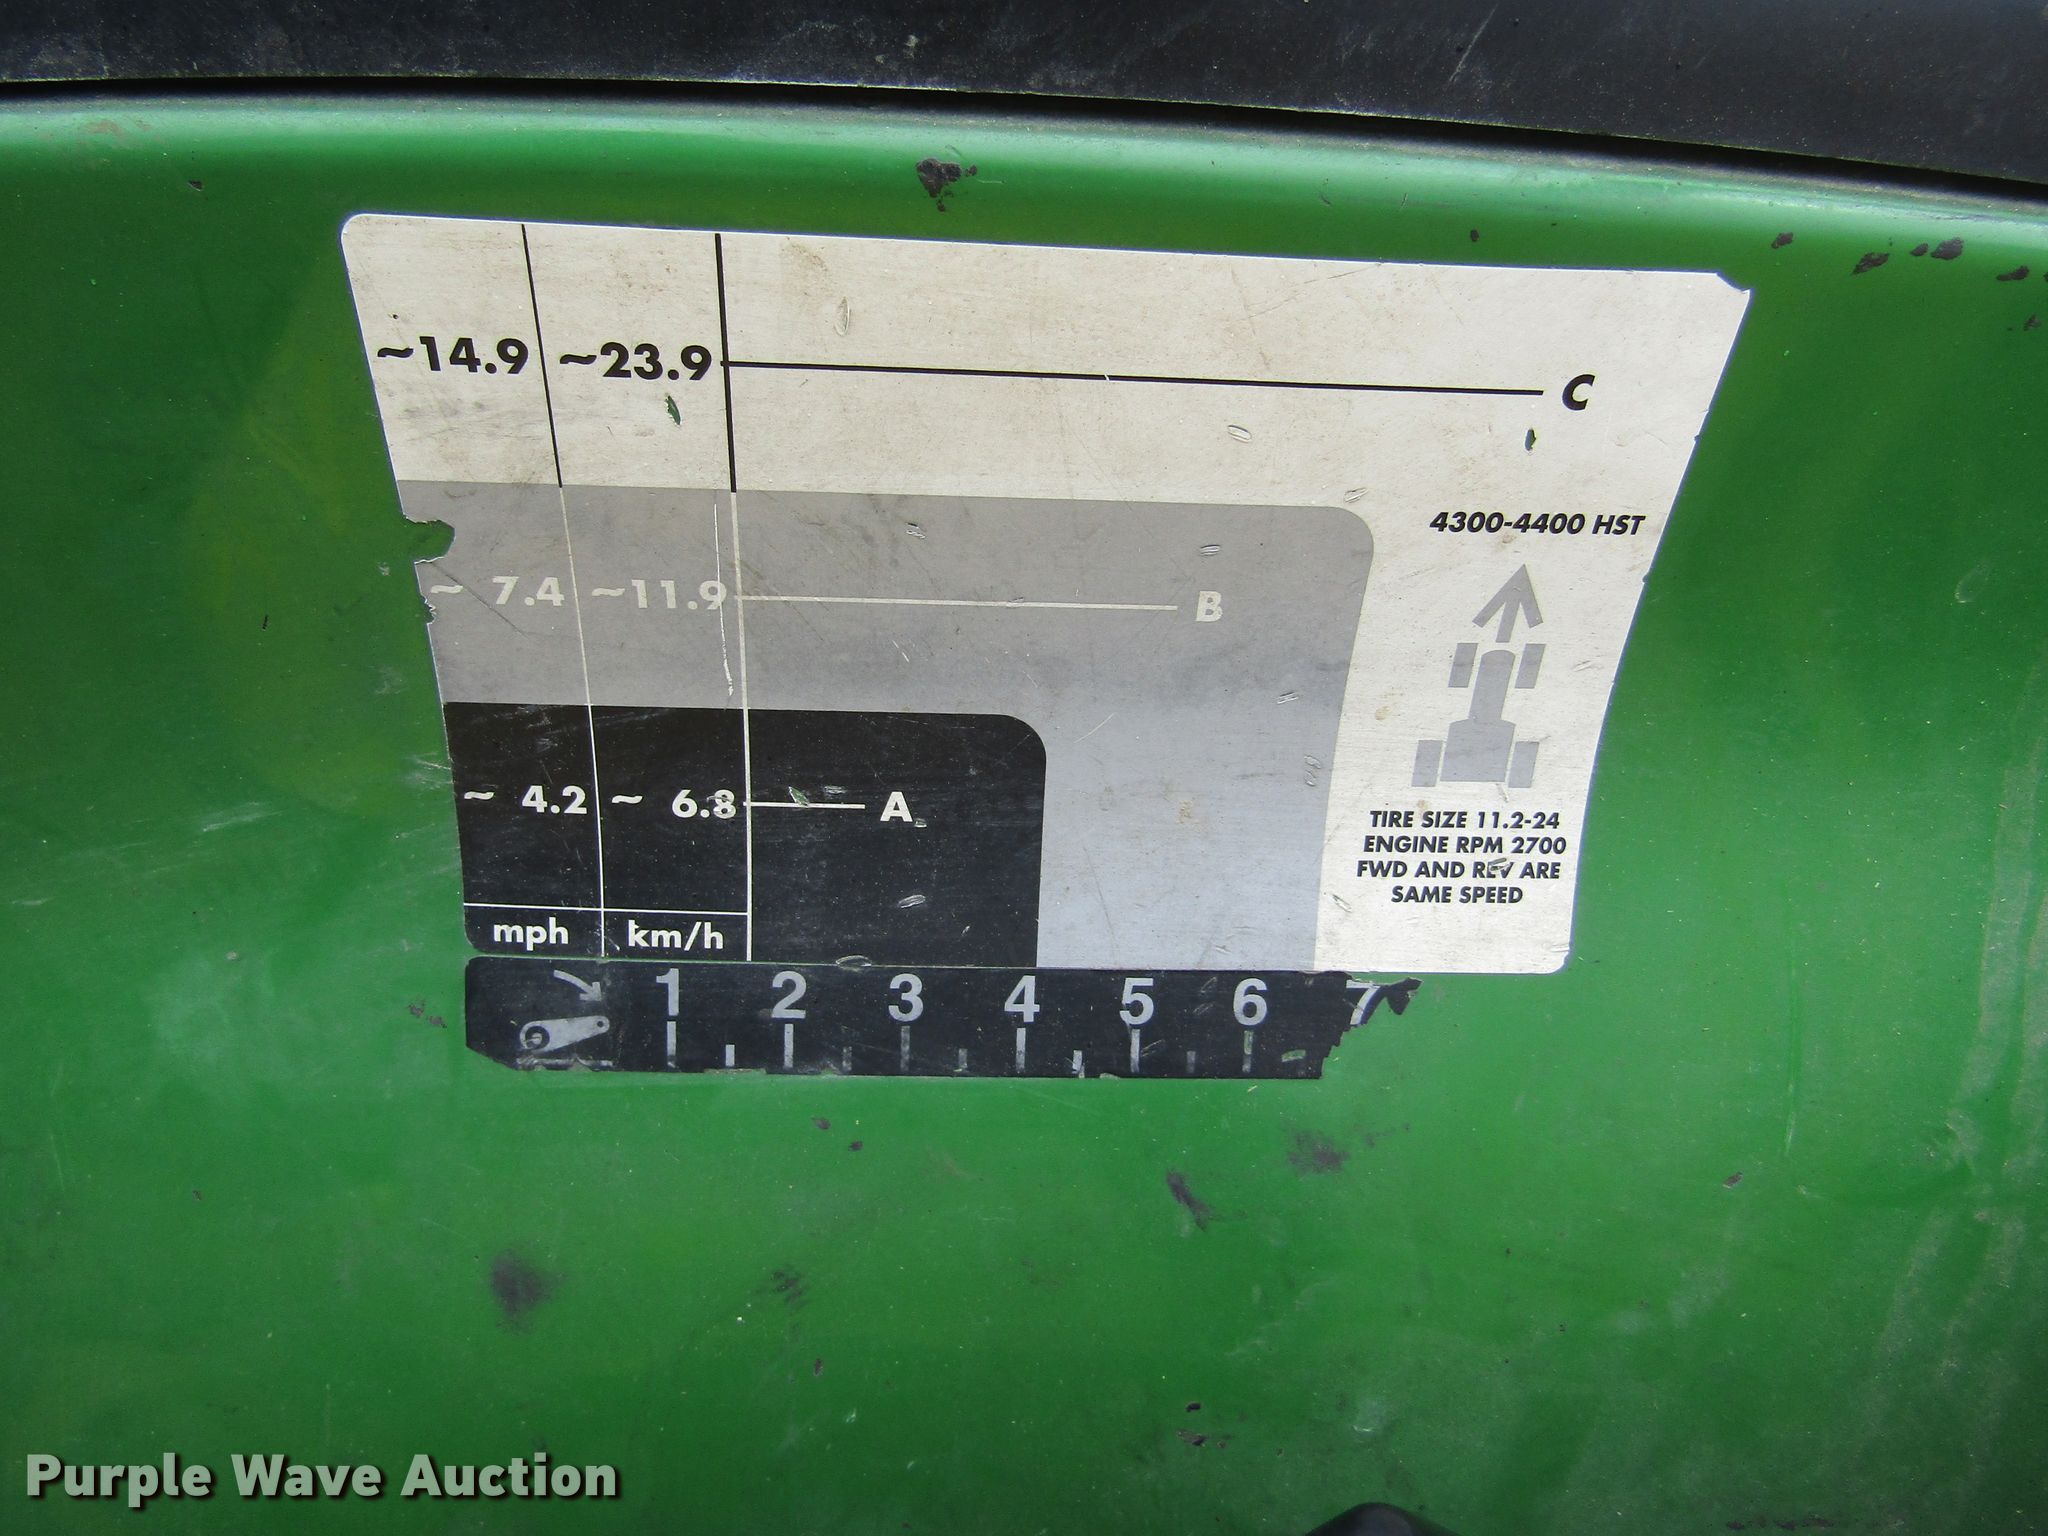 ~14.9 ~23.9 C
4300-4400 HST
~ 7.4 ~11.9 B
~ 4.2 ~ 6.8 A
TIRE SIZE 11.2-24
ENGINE RPM 2700
FWD AND REV ARE
SAME SPEED
mph km/h
1 2 3 4 5 6 7
Purple Wave Auction